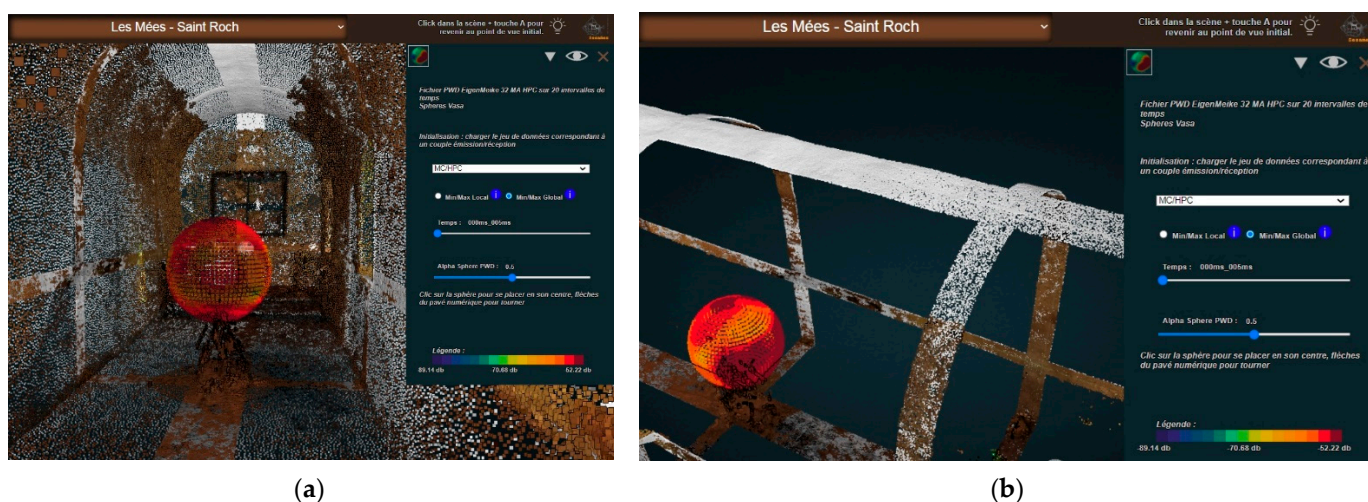 Les Mées - Saint Roch
Click dans la scène + touche A pour
revenir au point de vue initial.
Fichier PWD EigenMeike 32 MA HPC sur 20 intervalles de
temps
Spheres Vasa
Initialisation : charger le jeu de données correspondant à
un couple émission/réception
MC/HPC
Min/Max Local i Min/Max Global i
Temps : 000ms_005ms
Alpha Sphere PWD : 0.5
Clic sur la sphère pour se placer en son centre, flèches
du pavé numérique pour tourner
Légende :
-89.14 db -70.68 db -52.22 db
(a)
Les Mées - Saint Roch
Click dans la scène + touche A pour
revenir au point de vue initial.
Fichier PWD EigenMeike 32 MA HPC sur 20 intervalles de
temps
Spheres Vasa
Initialisation : charger le jeu de données correspondant à
un couple émission/réception
MC/HPC
Min/Max Local i Min/Max Global i
Temps : 000ms_005ms
Alpha Sphere PWD : 0.5
Clic sur la sphère pour se placer en son centre, flèches
du pavé numérique pour tourner
Légende :
-89.14 db -70.68 db -52.22 db
(b)